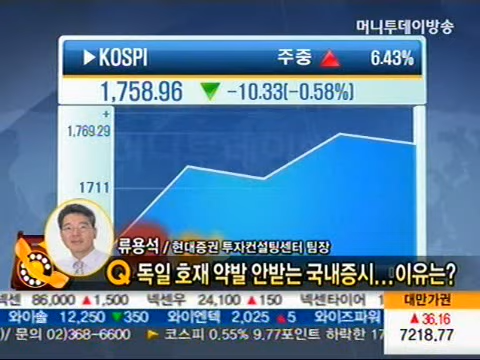 머니투데이방송
▶KOSPI 주중 ▲ 6.43%
1,758.96 ▼ -10.33(-0.58%)
+
1,769.29
1711
류용석 / 현대증권 투자컨설팅센터 팀장
Q 독일 호재 약발 안받는 국내증시...이유는?
넥센 86,000 ▲1,500 넥센우 24,100 ▲150 넥센타이어
와이솔 12,250 ▼350 와이엔텍 2,025 ▲5 와이즈파워
)/ 문의 02)368-6600 ▶ 코스피 0.55% 9.77포인트 하락한 17
대만가권
▲36.16
7218.77